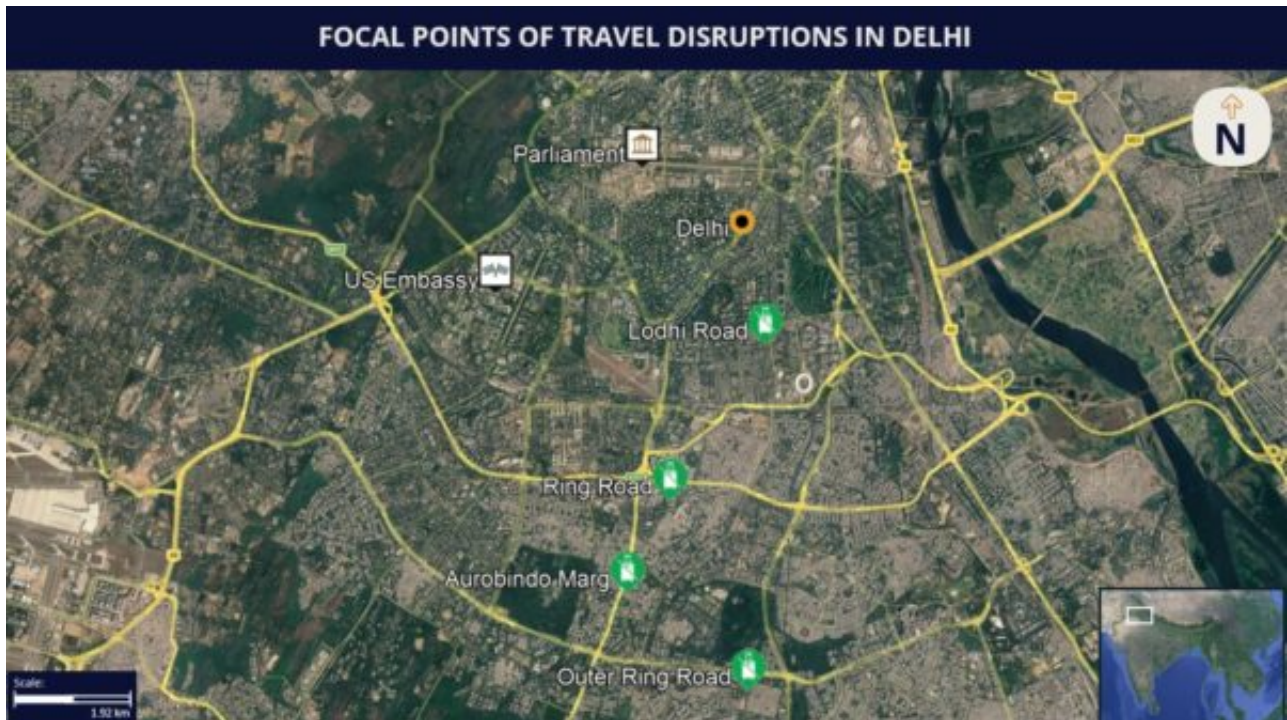 FOCAL POINTS OF TRAVEL DISRUPTIONS IN DELHI
N
Parliament
Delhi
US Embassy
Lodhi Road
Ring Road
Aurobindo Marg
Outer Ring Road
Scale:
1.92 km